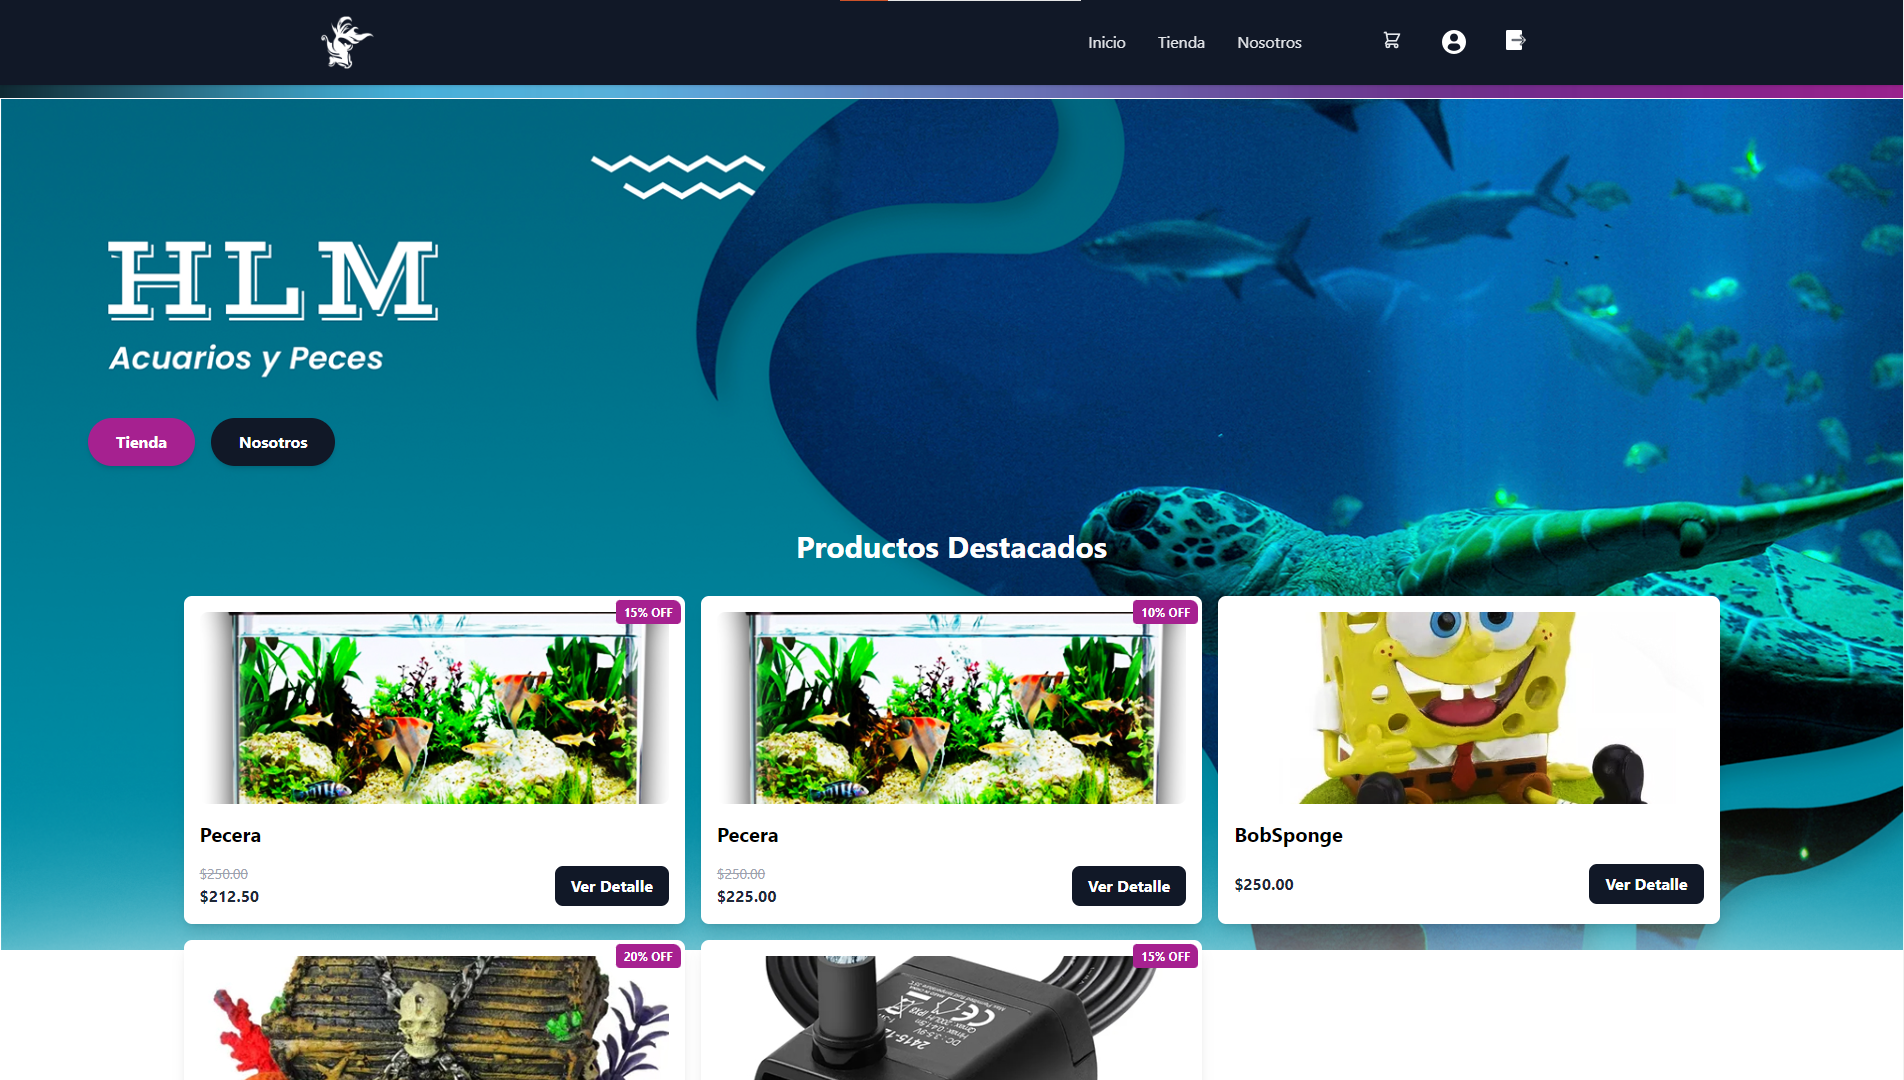 Inicio Tienda Nosotros
HLM
Acuarios y Peces
Tienda Nosotros
Productos Destacados
15% OFF
Pecera
$250.00
$212.50
Ver Detalle
10% OFF
Pecera
$250.00
$225.00
Ver Detalle
BobSponge
$250.00
Ver Detalle
20% OFF
15% OFF